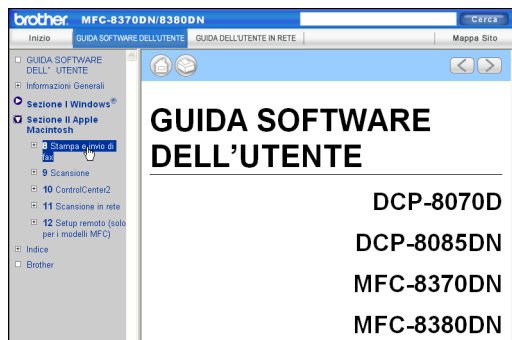 brother. MFC-8370DN/8380DN
Cerca
Inizio
GUIDA SOFTWARE DELL'UTENTE
GUIDA DELL'UTENTE IN RETE
Mappa Sito
GUIDA SOFTWARE
DELL' UTENTE
Informazioni Generali
Sezione I Windows®
Sezione II Apple
Macintosh
8 Stampa e invio di
fax
9 Scansione
10 ControlCenter2
11 Scansione in rete
12 Setup remoto (solo
per i modelli MFC)
Indice
Brother
GUIDA SOFTWARE
DELL'UTENTE
DCP-8070D
DCP-8085DN
MFC-8370DN
MFC-8380DN